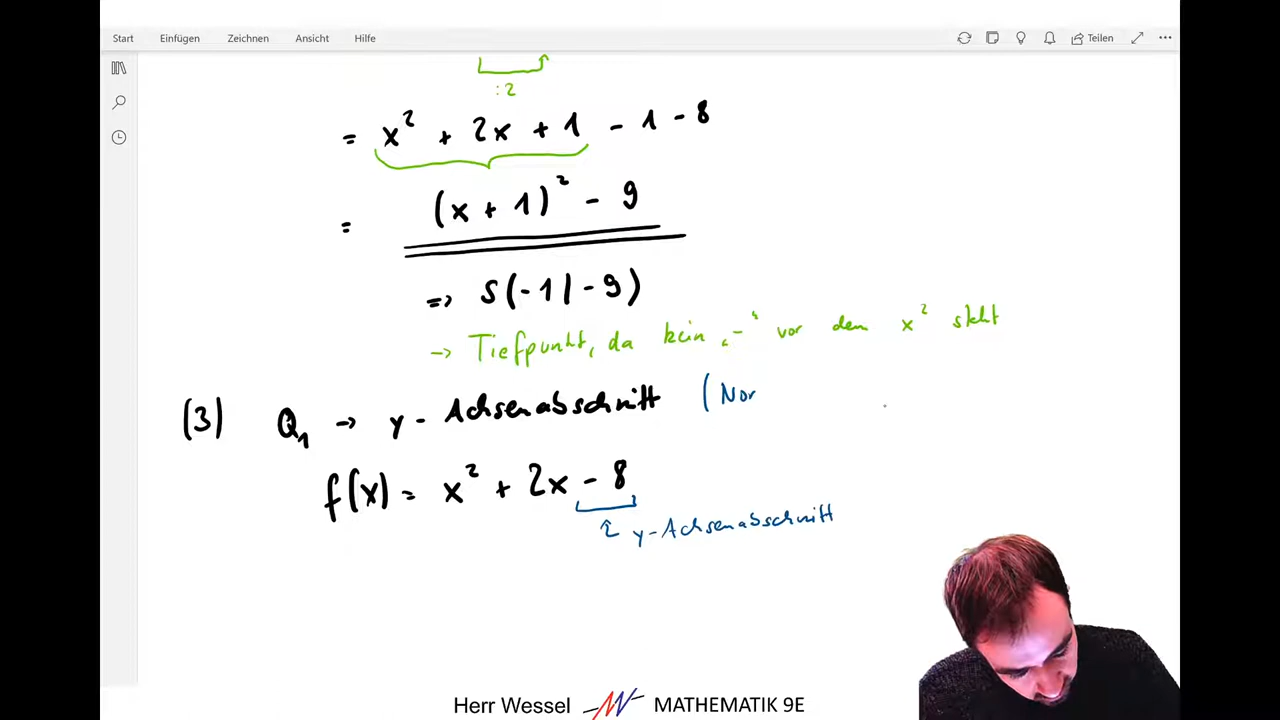 Start Einfügen Zeichnen Ansicht Hilfe Teilen
:2
= x² + 2x + 1 - 1 - 8
= (x + 1)² - 9
=> S(-1|-9)
-> Tiefpunkt, da kein „-“ vor dem x² steht
(3) Q₁ -> y-Achsenabschnitt (Nor
f(x) = x² + 2x - 8
y-Achsenabschnitt
Herr Wessel MATHEMATIK 9E